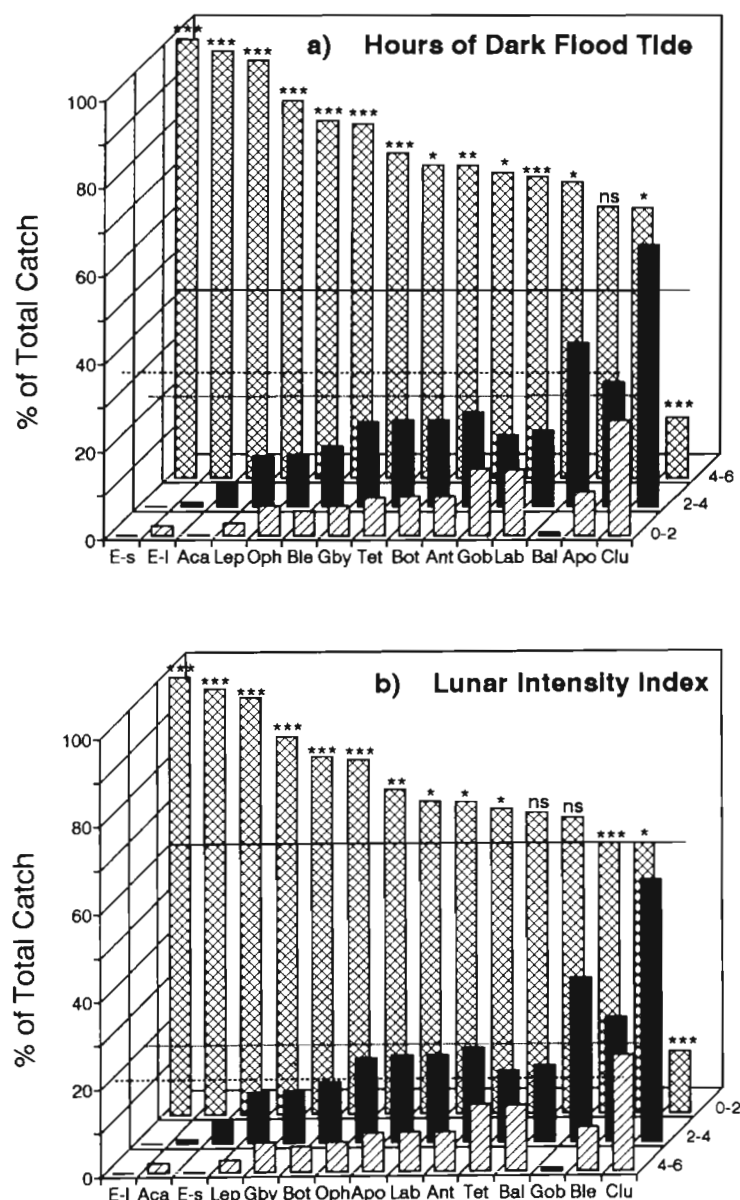 a) Hours of Dark Flood Tide
*** *** *** *** *** *** *** * ** * *** * ns * ***
% of Total Catch
100
80
60
40
20
0
4-6
2-4
0-2
E-s E-l Aca Lep Oph Ble Gby Tet Bot Ant Gob Lab Bal Apo Clu
b) Lunar Intensity Index
*** *** *** *** *** *** ** * * * ns ns *** * ***
% of Total Catch
100
80
60
40
20
0
0-2
2-4
4-6
E-l Aca E-s Lep Gby Bot Oph Apo Lab Ant Tet Bal Gob Ble Clu